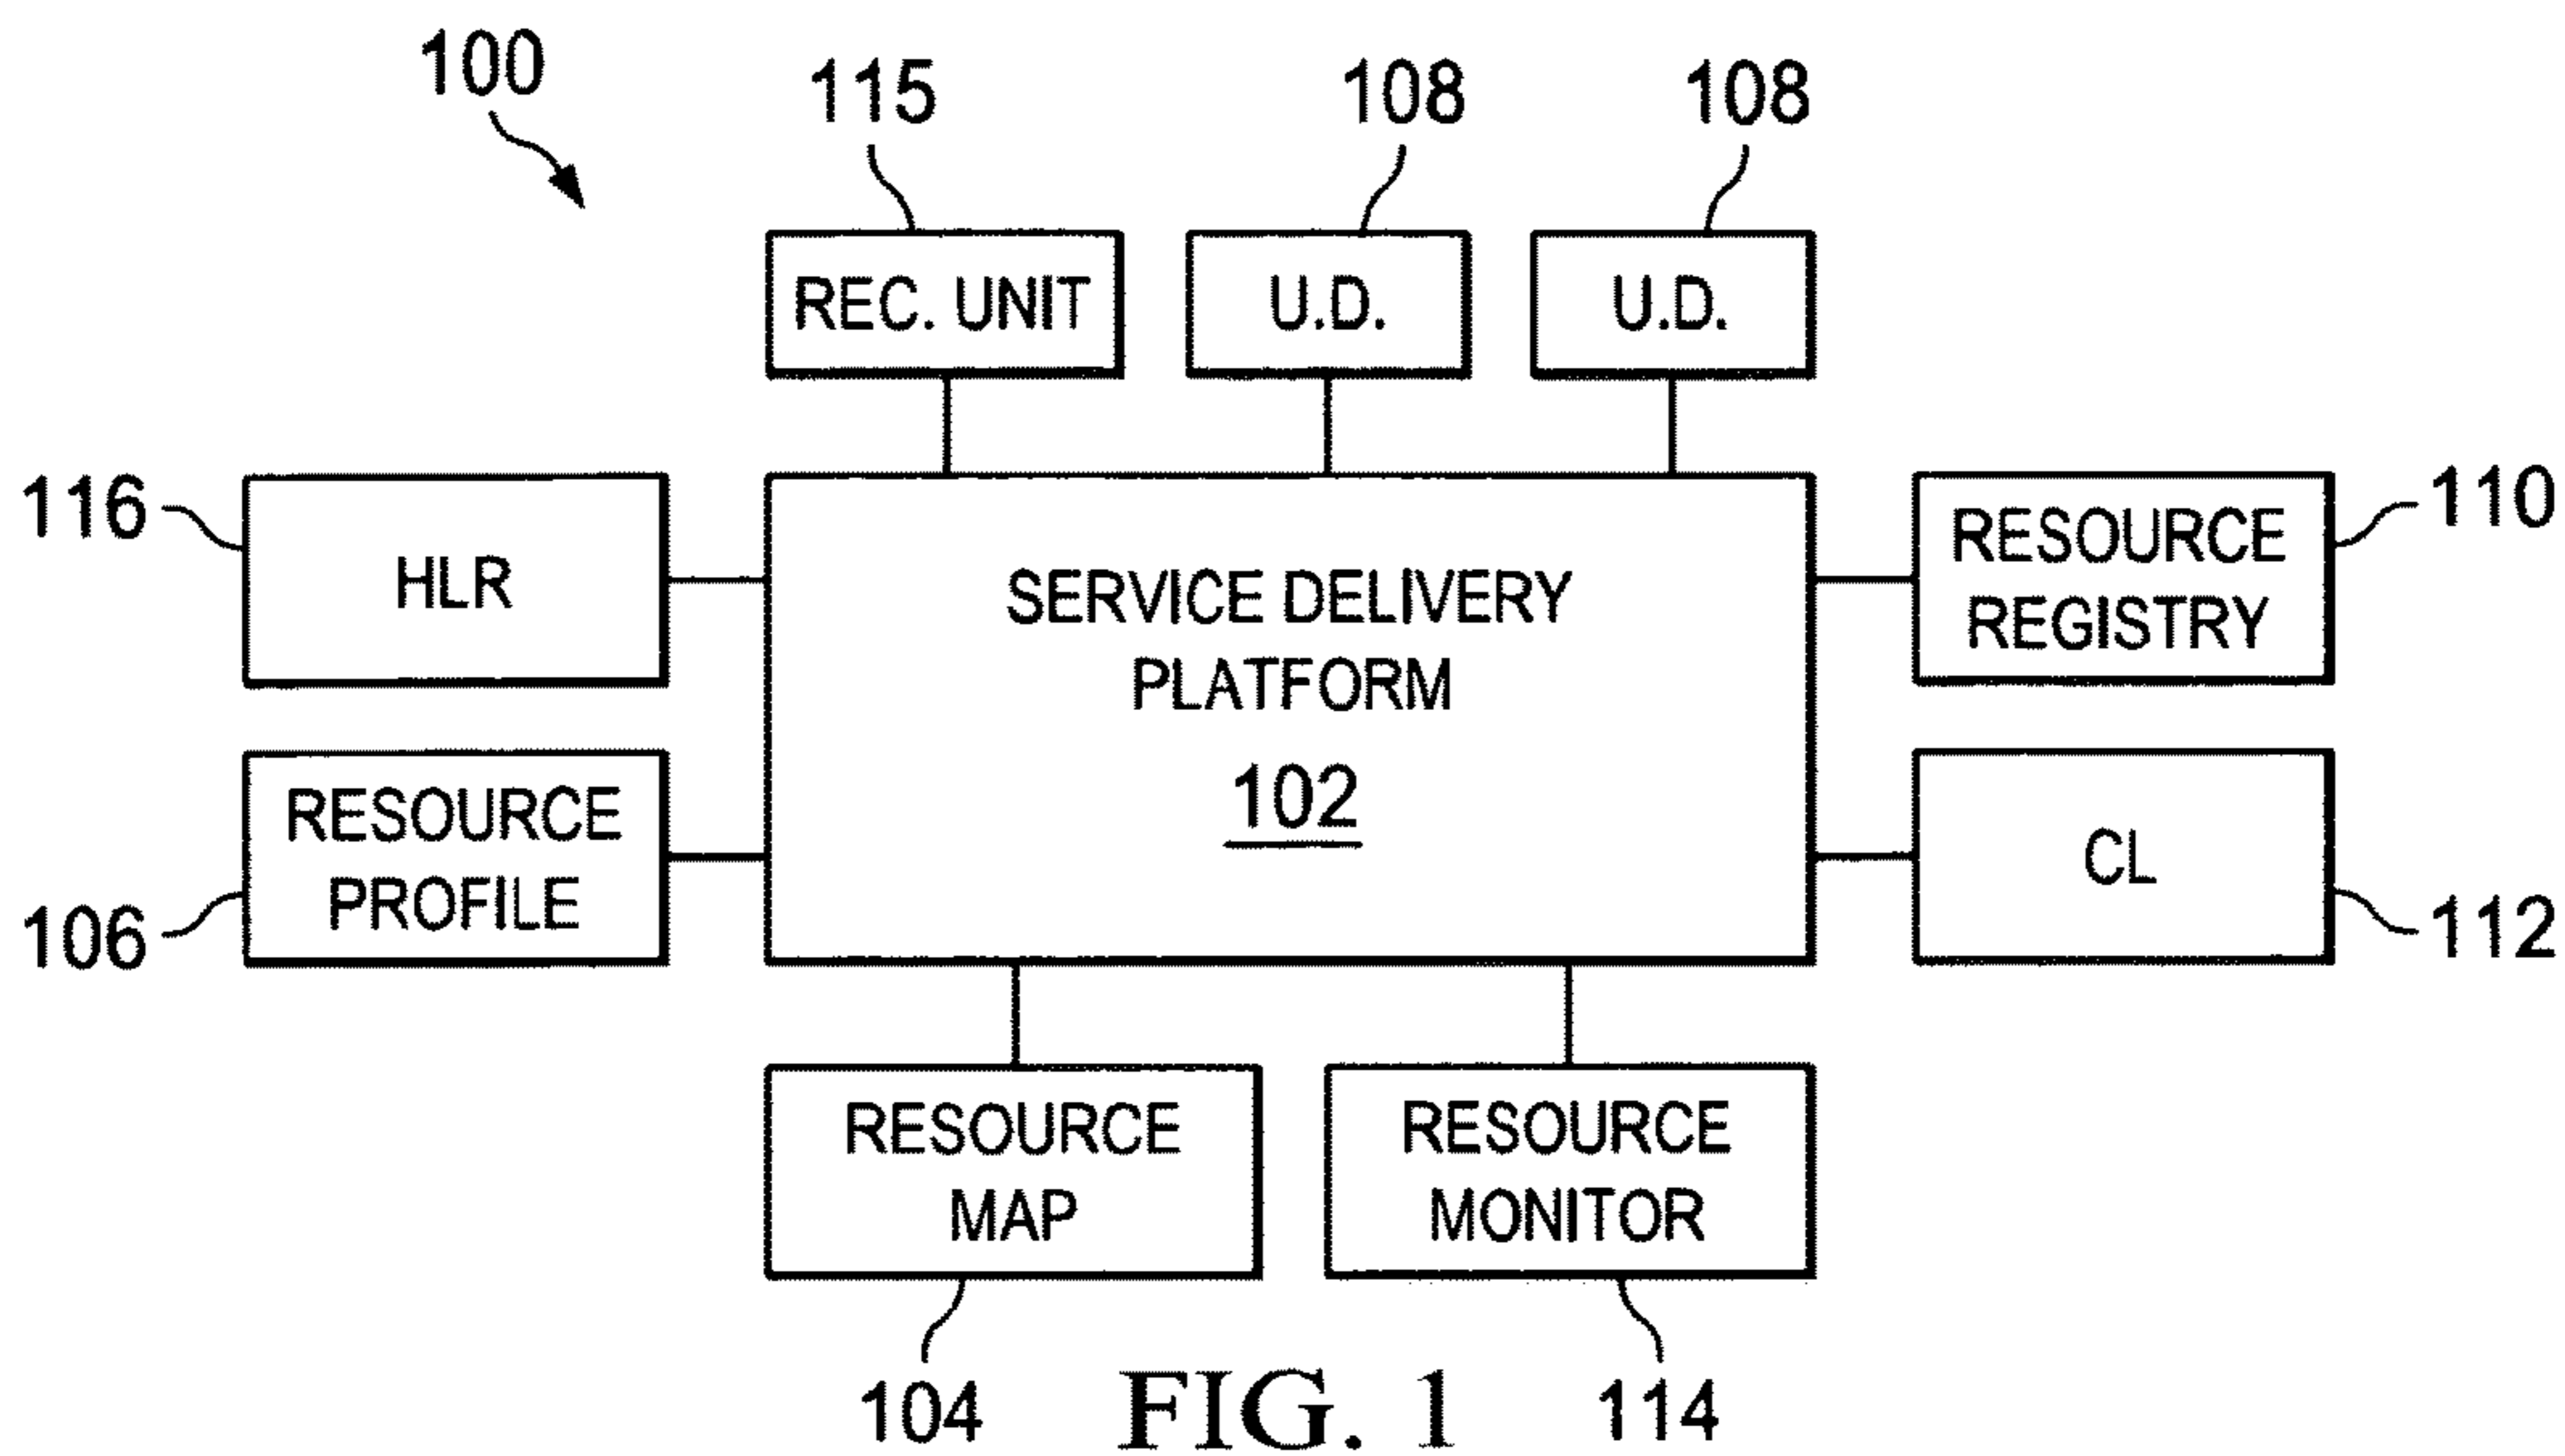 100
115
108
108
REC. UNIT
U.D.
U.D.
116
HLR
SERVICE DELIVERY
PLATFORM
102
RESOURCE
REGISTRY
110
RESOURCE
PROFILE
106
CL
112
RESOURCE
MAP
RESOURCE
MONITOR
104
114
FIG. 1